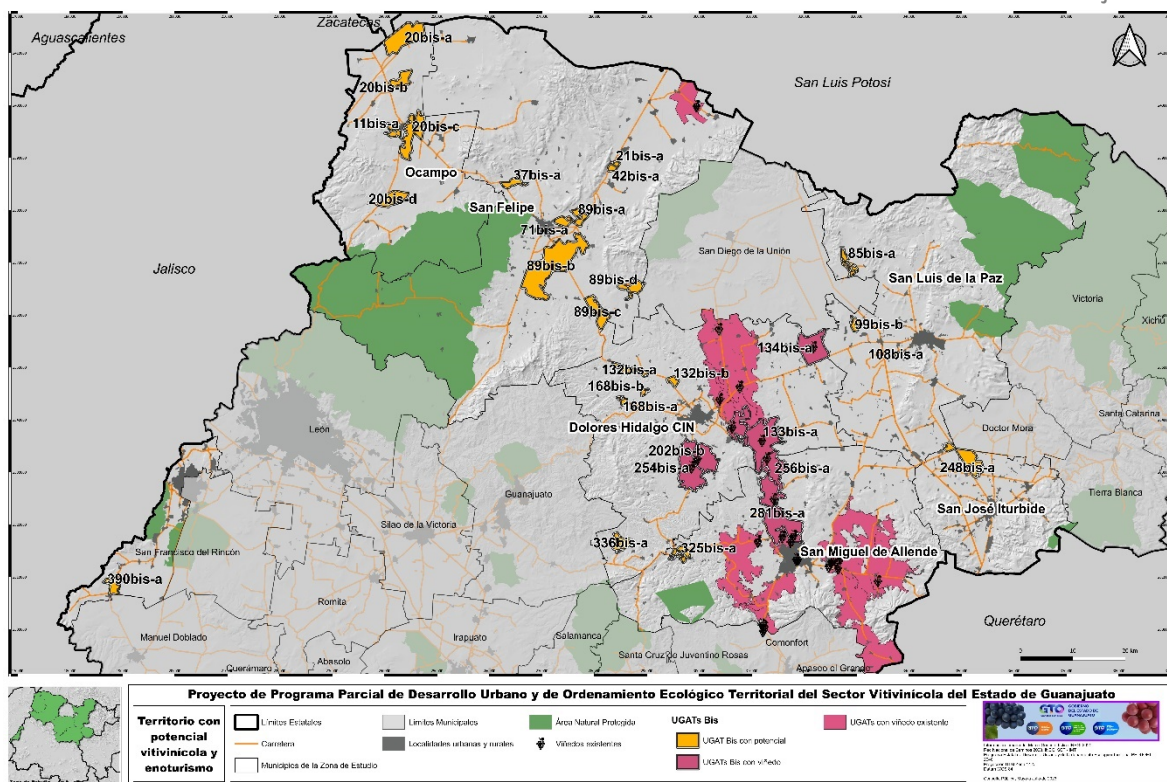 Zacatecas
Aguascalientes
20bis-a
San Luis Potosí
20bis-b
11bis-a
20bis-c
21bis-a
Ocampo
37bis-a
42bis-a
20bis-d
San Felipe
89bis-a
71bis-a
San Diego de la Unión
85bis-a
Jalisco
89bis-b
San Luis de la Paz
89bis-d
Victoria
89bis-c
99bis-b
Xichú
134bis-a
108bis-a
132bis-a
132bis-b
168bis-b
168bis-a
Santa Catarina
Dolores Hidalgo CIN
León
133bis-a
Doctor Mora
202bis-b
254bis-a
256bis-a
248bis-a
Guanajuato
Tierra Blanca
281bis-a
San José Iturbide
Silao de la Victoria
336bis-a
325bis-a
San Miguel de Allende
San Francisco del Rincón
390bis-a
Romita
Querétaro
Manuel Doblado
Irapuato
Salamanca
Comonfort
Santa Cruz de Juventino Rosas
Abasolo
Apaseo el Grande
0 10 20 km
Proyecto de Programa Parcial de Desarrollo Urbano y de Ordenamiento Ecológico Territorial del Sector Vitivinícola del Estado de Guanajuato
Territorio con
potencial
vitivinícola y
enoturismo
Límites Estatales
Carretera
Municipios de la Zona de Estudio
Límites Municipales
Localidades urbanas y rurales
Área Natural Protegida
Viñedos existentes
UGATs Bis
UGAT Bis con potencial
UGATs Bis con viñedo
UGATs con viñedo existente
GTO